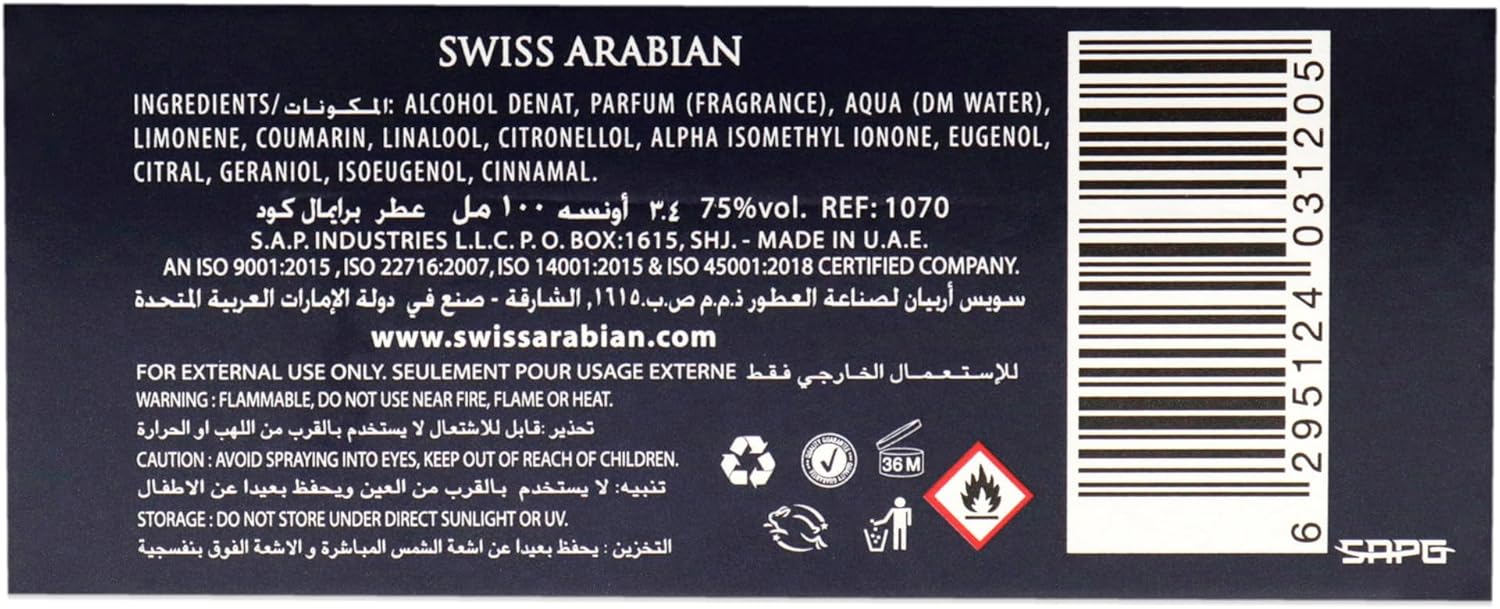 SWISS ARABIAN
INGREDIENTS/المكونات: ALCOHOL DENAT, PARFUM (FRAGRANCE), AQUA (DM WATER),
LIMONENE, COUMARIN, LINALOOL, CITRONELLOL, ALPHA ISOMETHYL IONONE, EUGENOL,
CITRAL, GERANIOL, ISOEUGENOL, CINNAMAL.
عطر برايمال كود ١٠٠ مل ٣.٤ أونسه 75%vol. REF: 1070
S.A.P. INDUSTRIES L.L.C. P. O. BOX:1615, SHJ. - MADE IN U.A.E.
AN ISO 9001:2015 , ISO 22716:2007, ISO 14001:2015 & ISO 45001:2018 CERTIFIED COMPANY.
سويس أربيان لصناعة العطور ذ.م.م ص.ب.١٦١٥, الشارقة - صنع في دولة الإمارات العربية المتحدة
www.swissarabian.com
FOR EXTERNAL USE ONLY. SEULEMENT POUR USAGE EXTERNE للإستعمال الخارجي فقط
WARNING : FLAMMABLE, DO NOT USE NEAR FIRE, FLAME OR HEAT.
تحذير :قابل للاشتعال لا يستخدم بالقرب من اللهب او الحرارة
CAUTION : AVOID SPRAYING INTO EYES, KEEP OUT OF REACH OF CHILDREN.
تنبيه: لا يستخدم بالقرب من العين ويحفظ بعيدا عن الاطفال
STORAGE : DO NOT STORE UNDER DIRECT SUNLIGHT OR UV.
التخزين : يحفظ بعيدا عن اشعة الشمس المباشرة و الاشعة الفوق بنفسجية
QUALITY GUARANTEE
QUALITY GUARANTEE
36 M
6 295124 031205
SAPG